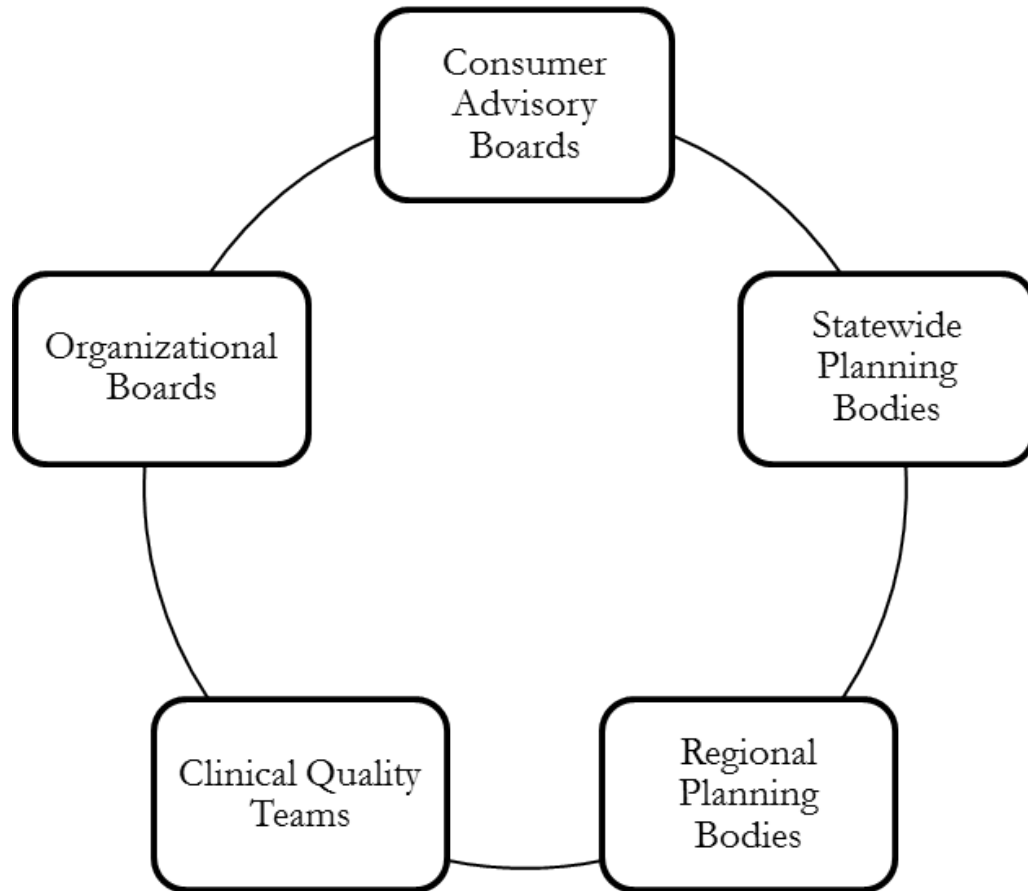 Consumer
Advisory
Boards
Organizational
Boards
Statewide
Planning
Bodies
Clinical Quality
Teams
Regional
Planning
Bodies